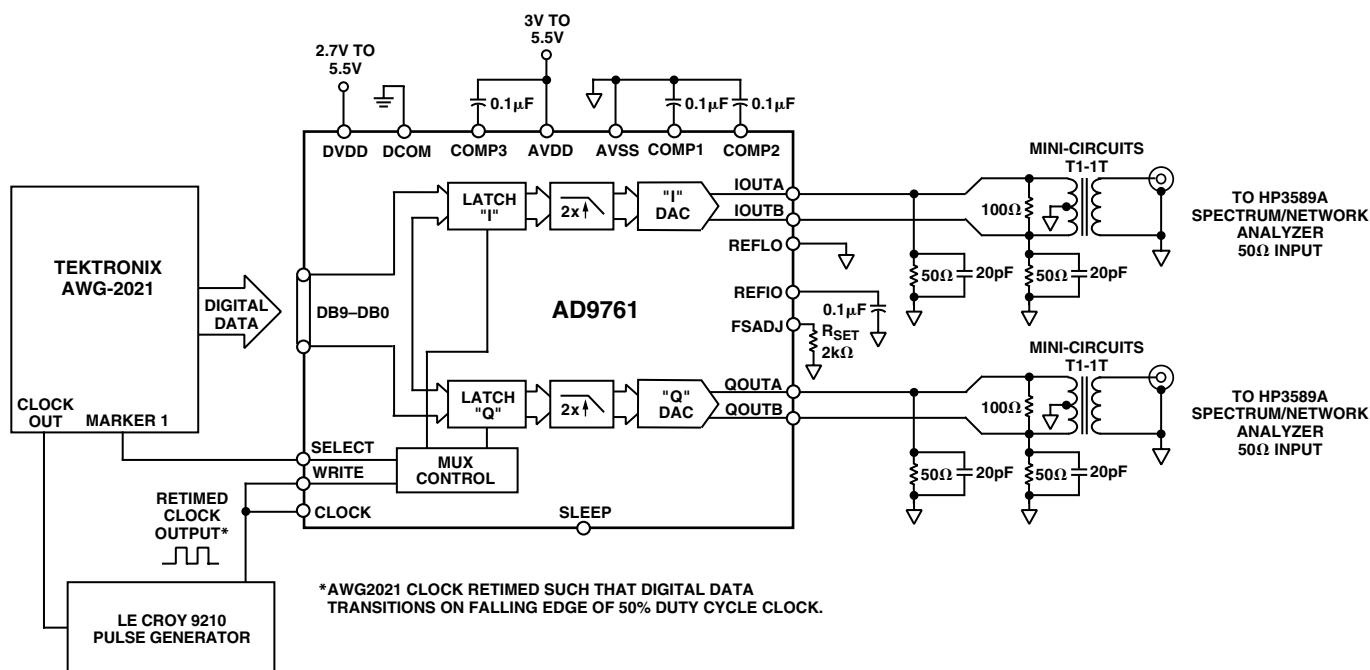 3V TO
5.5V
2.7V TO
5.5V
0.1µF
0.1µF
0.1µF
DVDD
DCOM
COMP3
AVDD
AVSS
COMP1
COMP2
TEKTRONIX
AWG-2021
DIGITAL
DATA
CLOCK
OUT
MARKER 1
DB9–DB0
LATCH
"I"
2x
"I"
DAC
AD9761
LATCH
"Q"
2x
"Q"
DAC
MUX
CONTROL
SELECT
WRITE
CLOCK
SLEEP
IOUTA
IOUTB
REFLO
REFIO
FSADJ
QOUTA
QOUTB
0.1µF
RSET
2kΩ
MINI-CIRCUITS
T1-1T
100Ω
50Ω
20pF
50Ω
20pF
TO HP3589A
SPECTRUM/NETWORK
ANALYZER
50Ω INPUT
MINI-CIRCUITS
T1-1T
100Ω
50Ω
20pF
50Ω
20pF
TO HP3589A
SPECTRUM/NETWORK
ANALYZER
50Ω INPUT
RETIMED
CLOCK
OUTPUT*
LE CROY 9210
PULSE GENERATOR
*AWG2021 CLOCK RETIMED SUCH THAT DIGITAL DATA
TRANSITIONS ON FALLING EDGE OF 50% DUTY CYCLE CLOCK.